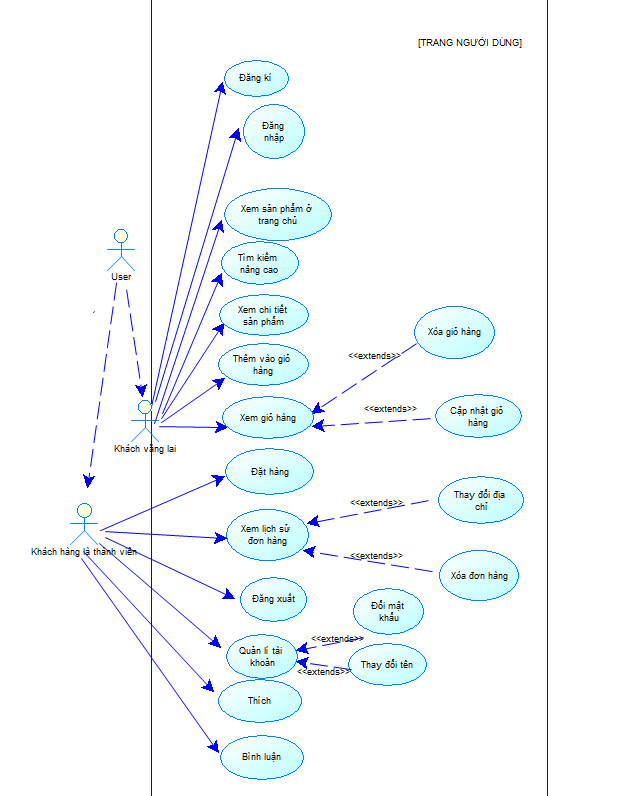 [TRANG NGƯỜI DÙNG]
Đăng kí
Đăng
nhập
Xem sản phẩm ở
trang chủ
User
Tìm kiếm
nâng cao
Xem chi tiết
sản phẩm
Xóa giỏ hàng
<<extends>>
Thêm vào giỏ
hàng
Xem giỏ hàng
<<extends>>
Cập nhật giỏ
hàng
Khách vãng lai
Đặt hàng
Thay đổi địa
chỉ
<<extends>>
Xem lịch sử
đơn hàng
Khách hàng là thành viên
<<extends>>
Xóa đơn hàng
Đăng xuất
Đổi mật
khẩu
<<extends>>
Quản lí tài
khoản
Thay đổi tên
<<extends>>
Thích
Bình luận